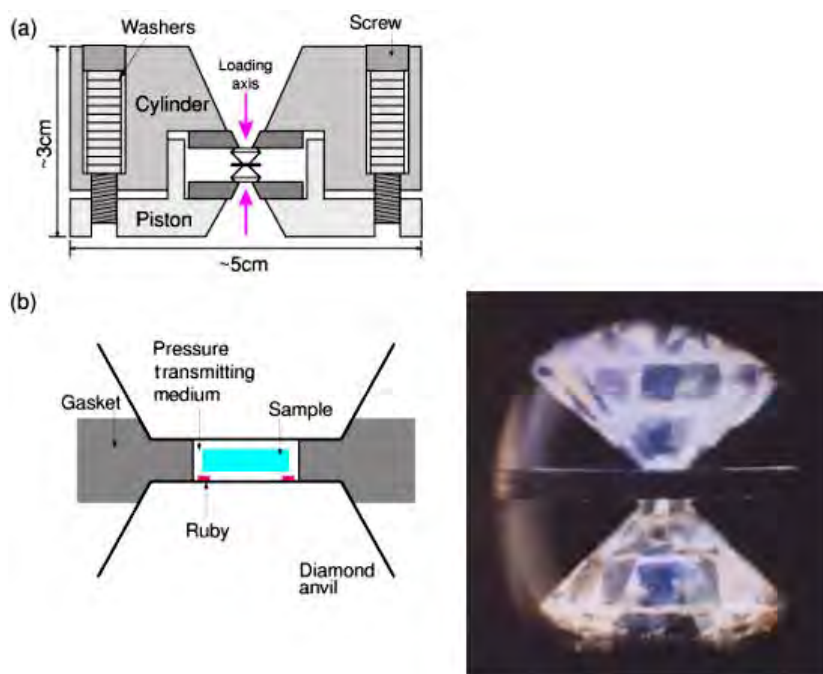 (a)
Washers
Screw
Loading
axis
Cylinder
~3cm
Piston
~5cm
(b)
Pressure
transmitting
medium
Gasket
Sample
Ruby
Diamond
anvil